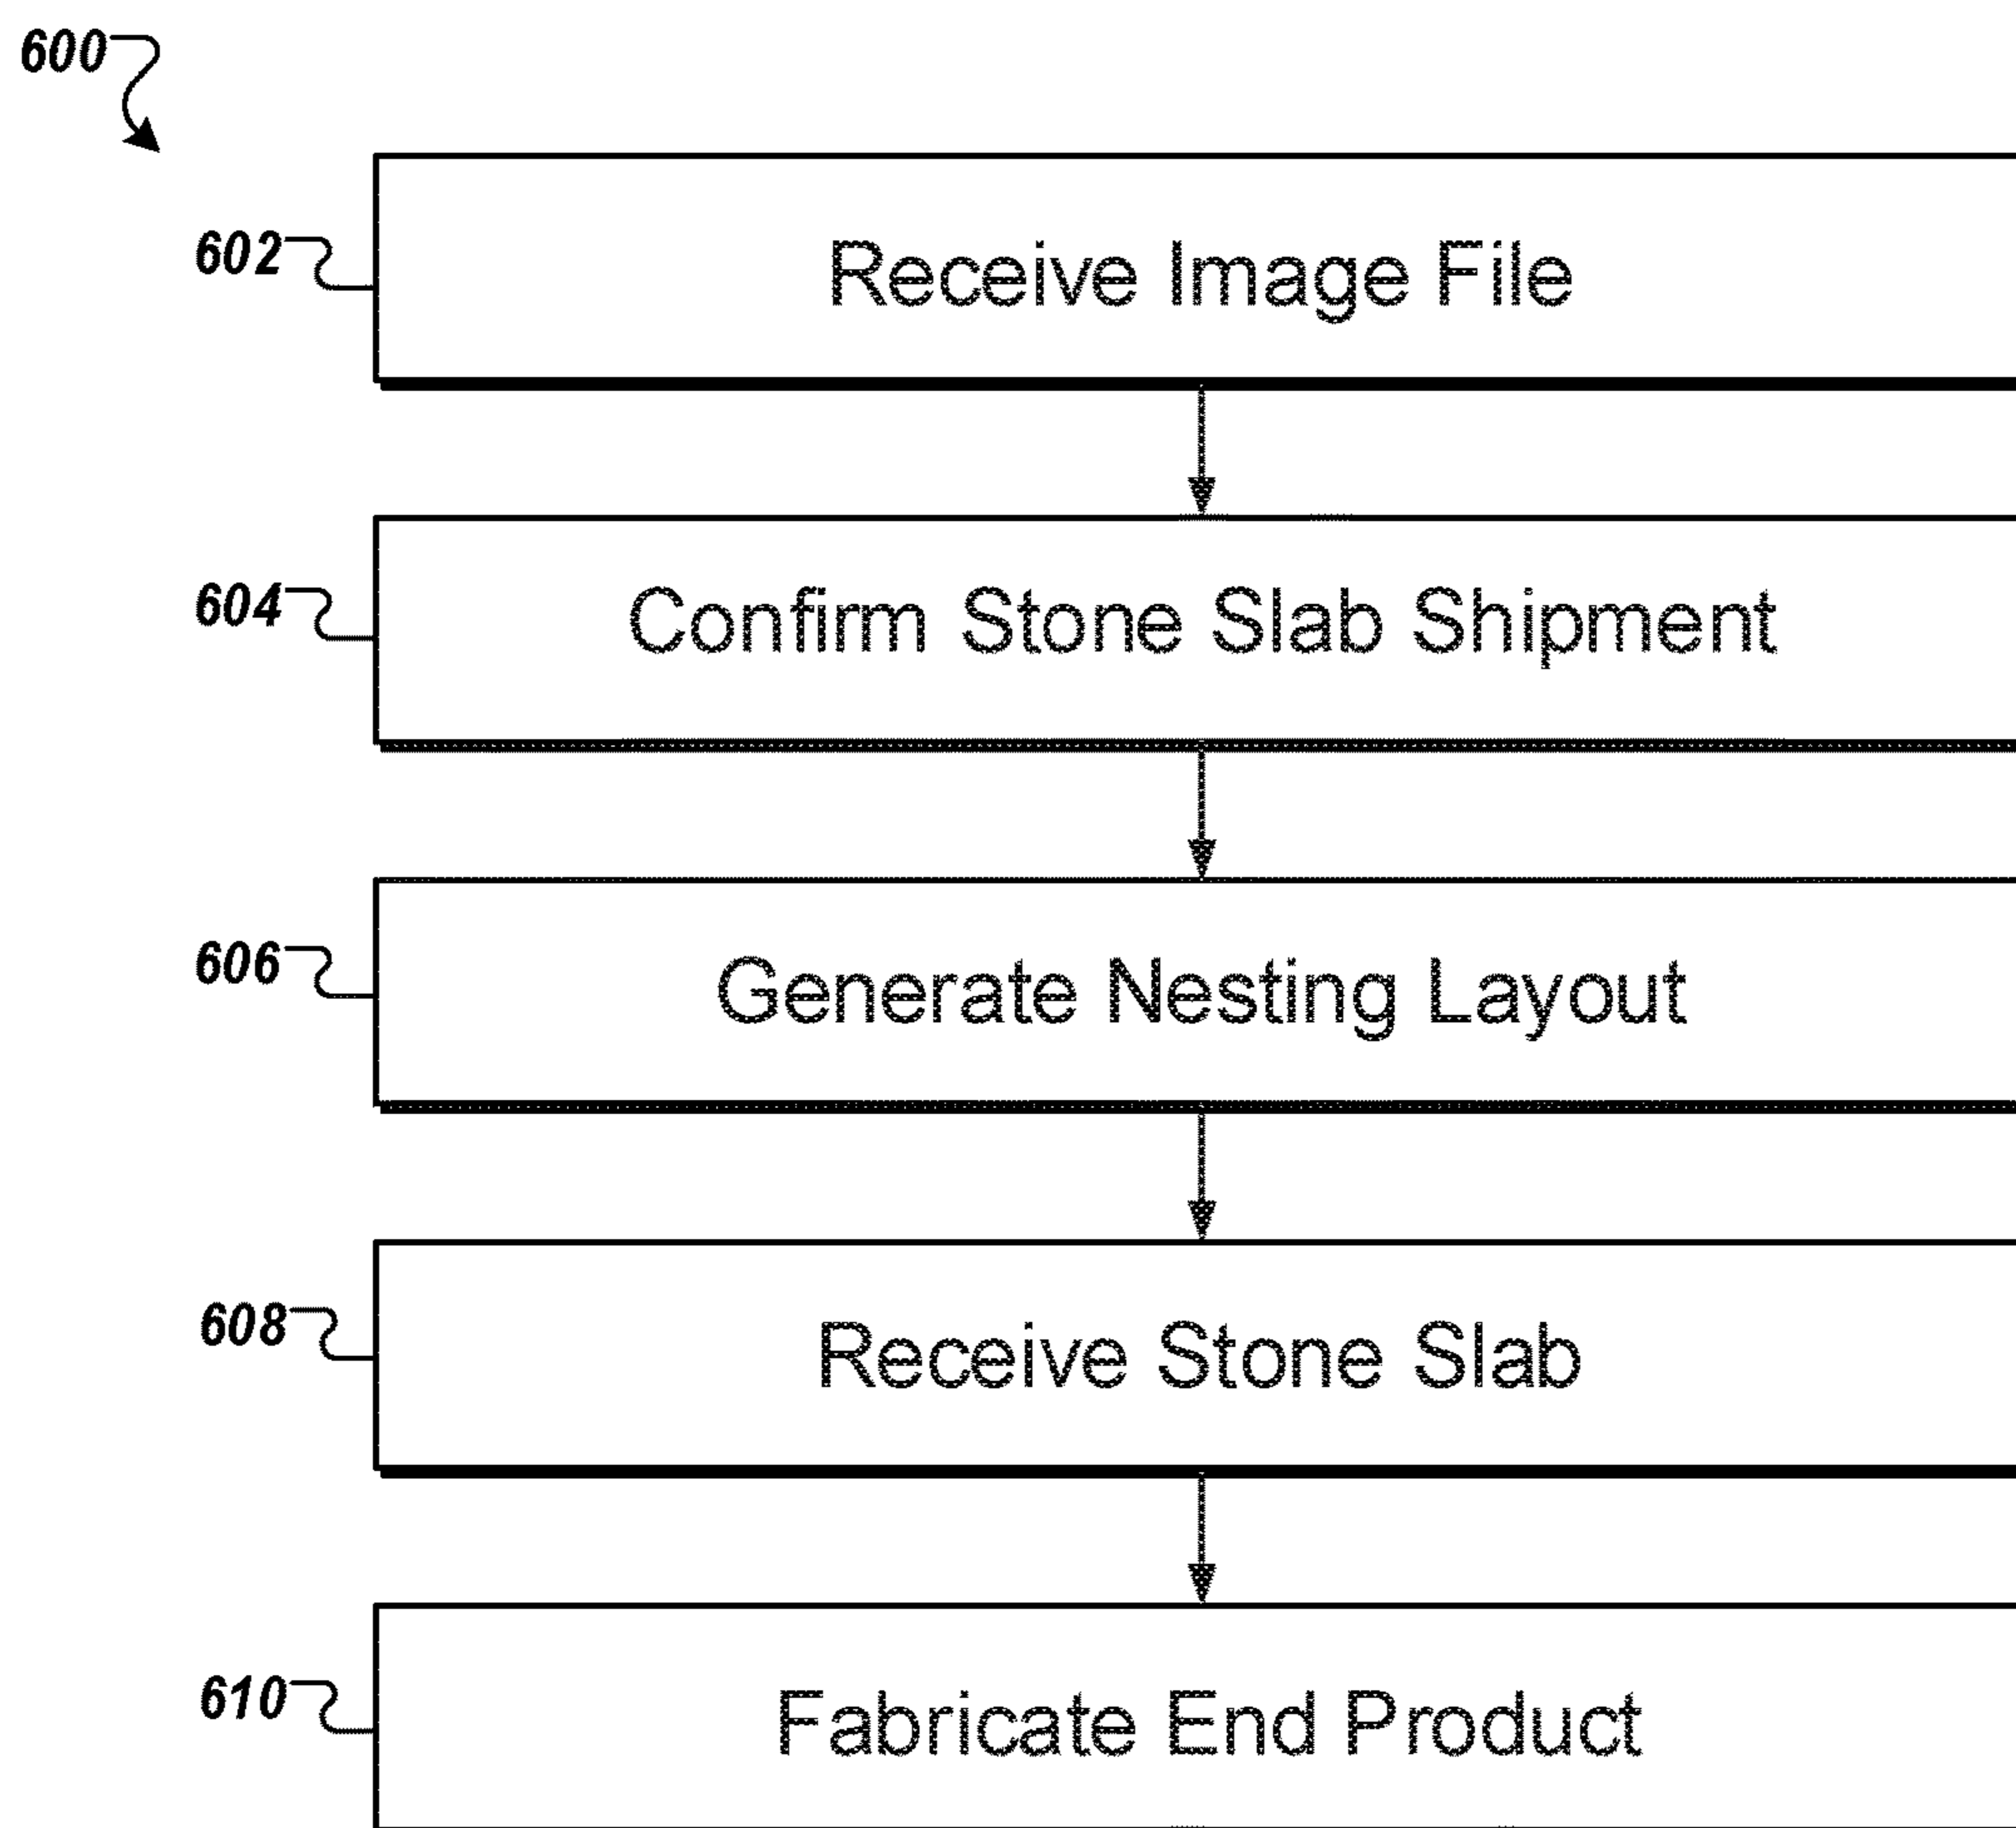 600
602
Receive Image File
604
Confirm Stone Slab Shipment
606
Generate Nesting Layout
608
Receive Stone Slab
610
Fabricate End Product